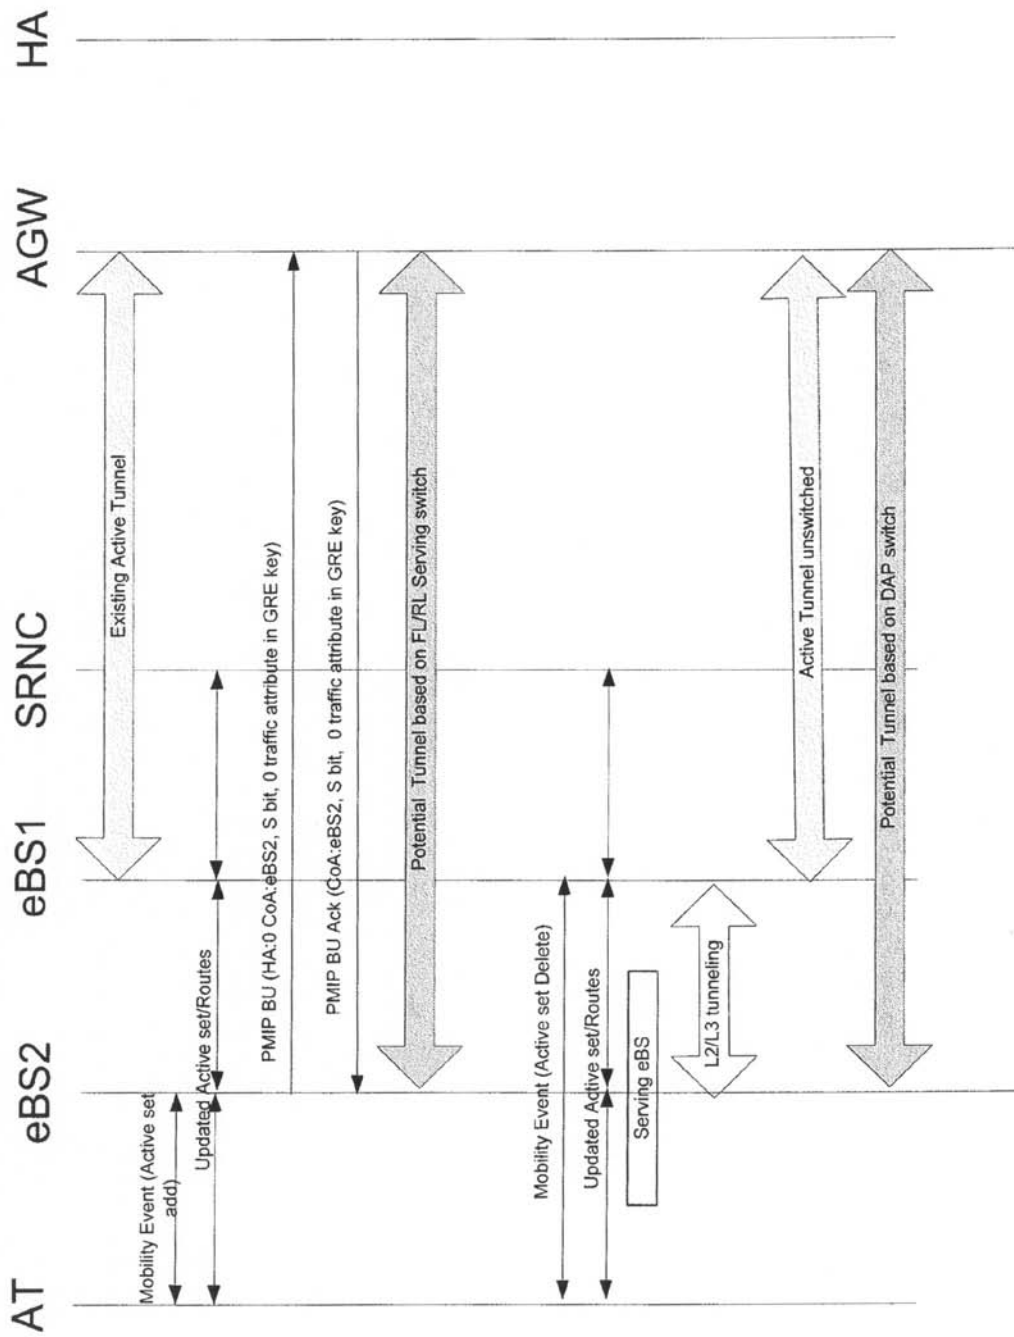 AT
eBS2
eBS1
SRNC
AGW
HA
Existing Active Tunnel
Mobility Event (Active set
add)
Updated Active set/Routes
PMIP BU (HA:0 CoA:eBS2, S bit, 0 traffic attribute in GRE key)
PMIP BU Ack (CoA:eBS2, S bit, 0 traffic attribute in GRE key)
Potential Tunnel based on FL/RL Serving switch
Mobility Event (Active set Delete)
Updated Active set/Routes
Serving eBS
L2/L3 tunneling
Active Tunnel unswitched
Potential Tunnel based on DAP switch